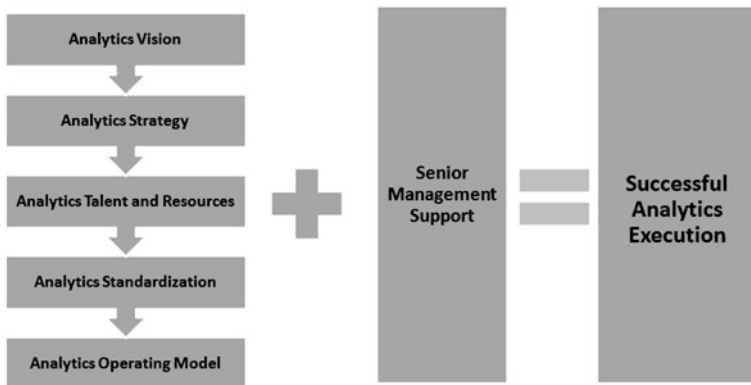 Analytics Vision
Analytics Strategy
Analytics Talent and Resources
Analytics Standardization
Analytics Operating Model
Senior
Management
Support
Successful
Analytics
Execution